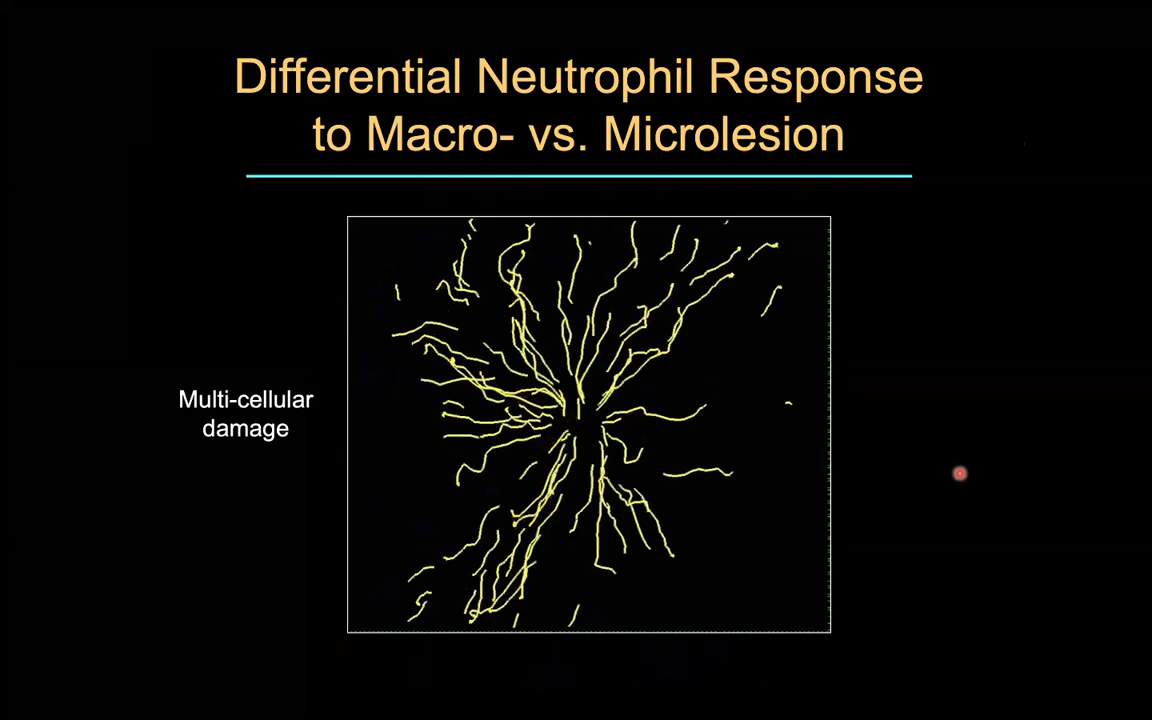 Differential Neutrophil Response
to Macro- vs. Microlesion
Multi-cellular
damage